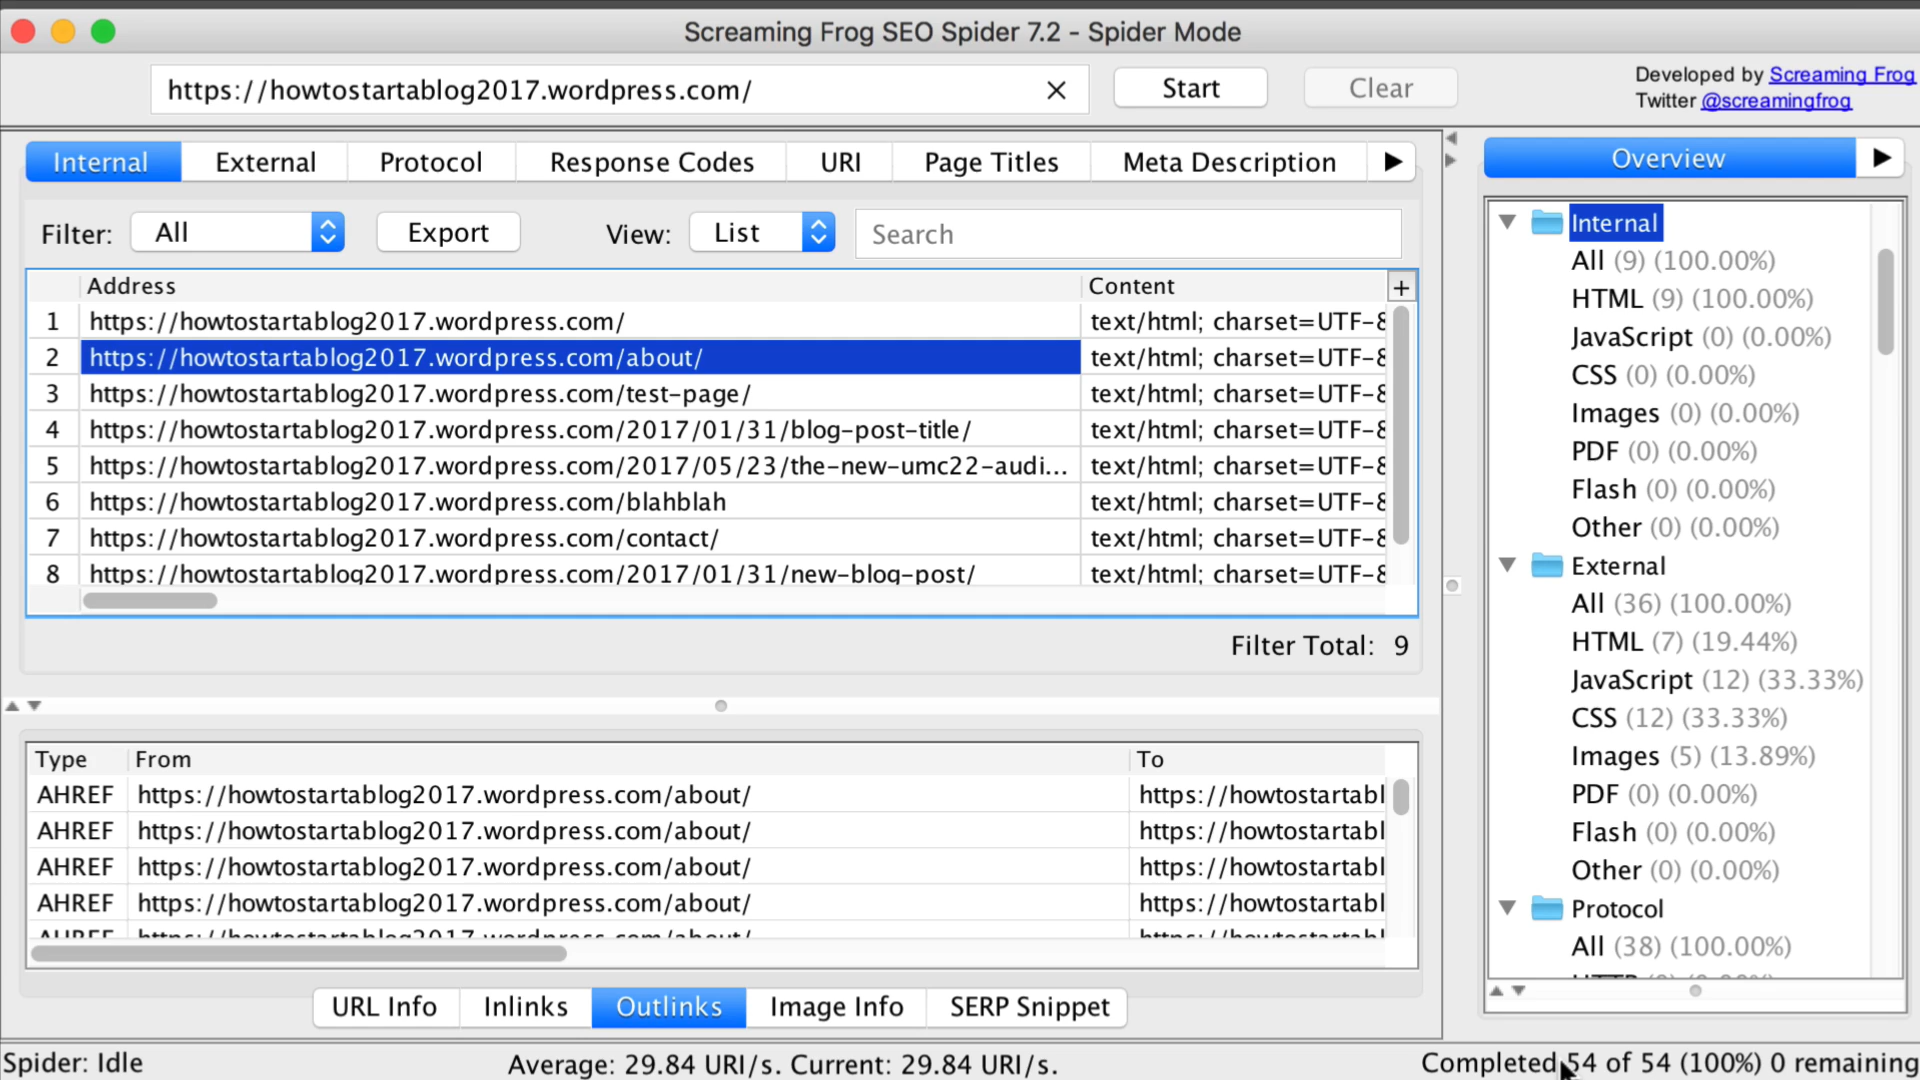 Screaming Frog SEO Spider 7.2 - Spider Mode
https://howtostartablog2017.wordpress.com/
Start
Clear
Developed by Screaming Frog
Twitter @screamingfrog
Internal
External
Protocol
Response Codes
URI
Page Titles
Meta Description
Filter:
All
Export
View:
List
Search
Address
Content
+
1 https://howtostartablog2017.wordpress.com/ text/html; charset=UTF-8
2 https://howtostartablog2017.wordpress.com/about/ text/html; charset=UTF-8
3 https://howtostartablog2017.wordpress.com/test-page/ text/html; charset=UTF-8
4 https://howtostartablog2017.wordpress.com/2017/01/31/blog-post-title/ text/html; charset=UTF-8
5 https://howtostartablog2017.wordpress.com/2017/05/23/the-new-umc22-audi... text/html; charset=UTF-8
6 https://howtostartablog2017.wordpress.com/blahblah text/html; charset=UTF-8
7 https://howtostartablog2017.wordpress.com/contact/ text/html; charset=UTF-8
8 https://howtostartablog2017.wordpress.com/2017/01/31/new-blog-post/ text/html; charset=UTF-8
Filter Total: 9
Type From To
AHREF https://howtostartablog2017.wordpress.com/about/ https://howtostartabl
AHREF https://howtostartablog2017.wordpress.com/about/ https://howtostartabl
AHREF https://howtostartablog2017.wordpress.com/about/ https://howtostartabl
AHREF https://howtostartablog2017.wordpress.com/about/ https://howtostartabl
AHREF https://howtostartablog2017.wordpress.com/about/ https://howtostartabl
URL Info
Inlinks
Outlinks
Image Info
SERP Snippet
Overview
Internal
All (9) (100.00%)
HTML (9) (100.00%)
JavaScript (0) (0.00%)
CSS (0) (0.00%)
Images (0) (0.00%)
PDF (0) (0.00%)
Flash (0) (0.00%)
Other (0) (0.00%)
External
All (36) (100.00%)
HTML (7) (19.44%)
JavaScript (12) (33.33%)
CSS (12) (33.33%)
Images (5) (13.89%)
PDF (0) (0.00%)
Flash (0) (0.00%)
Other (0) (0.00%)
Protocol
All (38) (100.00%)
Spider: Idle
Average: 29.84 URI/s. Current: 29.84 URI/s.
Completed 54 of 54 (100%) 0 remaining